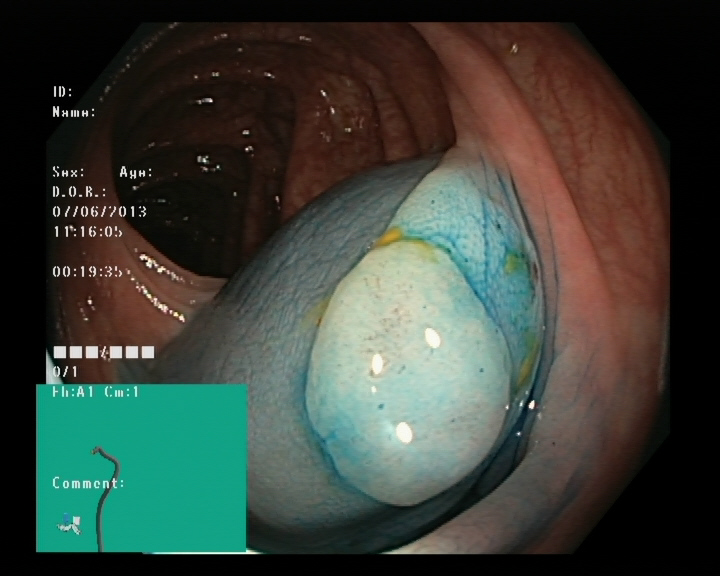 ID:
Name:
Sex: Age:
D.O.B.:
07/06/2013
11:16:05
00:19:35
0/1
Eh:A1 Cm:1
Comment: